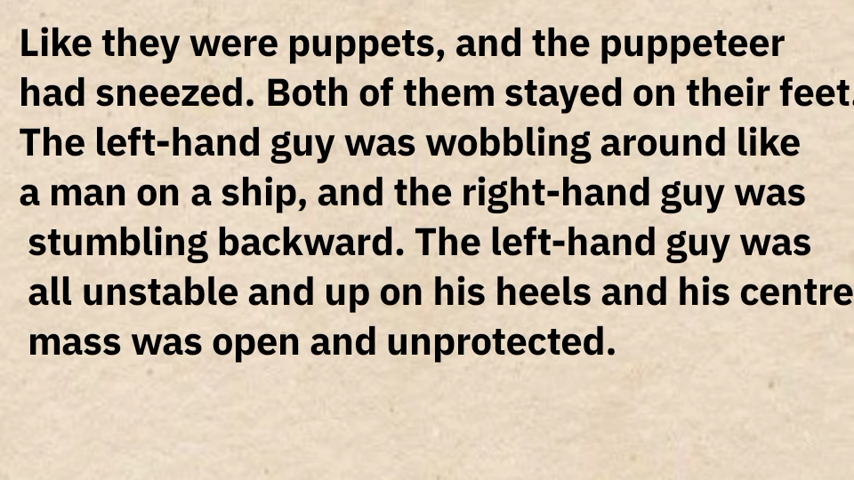 Like they were puppets, and the puppeteer
had sneezed. Both of them stayed on their feet.
The left-hand guy was wobbling around like
a man on a ship, and the right-hand guy was
stumbling backward. The left-hand guy was
all unstable and up on his heels and his centre
mass was open and unprotected.